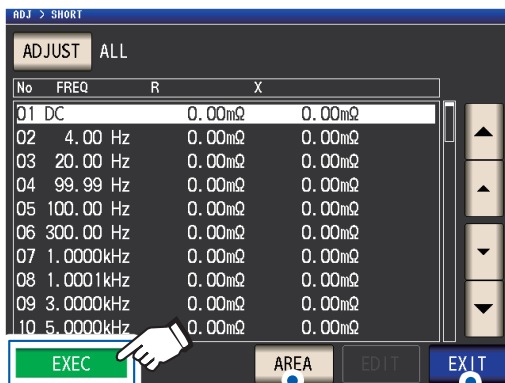 ADJ > SHORT
ADJUST ALL
No FREQ R X
01 DC 0.00mΩ 0.00mΩ
02 4.00 Hz 0.00mΩ 0.00mΩ
03 20.00 Hz 0.00mΩ 0.00mΩ
04 99.99 Hz 0.00mΩ 0.00mΩ
05 100.00 Hz 0.00mΩ 0.00mΩ
06 300.00 Hz 0.00mΩ 0.00mΩ
07 1.0000kHz 0.00mΩ 0.00mΩ
08 1.0001kHz 0.00mΩ 0.00mΩ
09 3.0000kHz 0.00mΩ 0.00mΩ
10 5.0000kHz 0.00mΩ 0.00mΩ
EXEC AREA EDIT EXIT